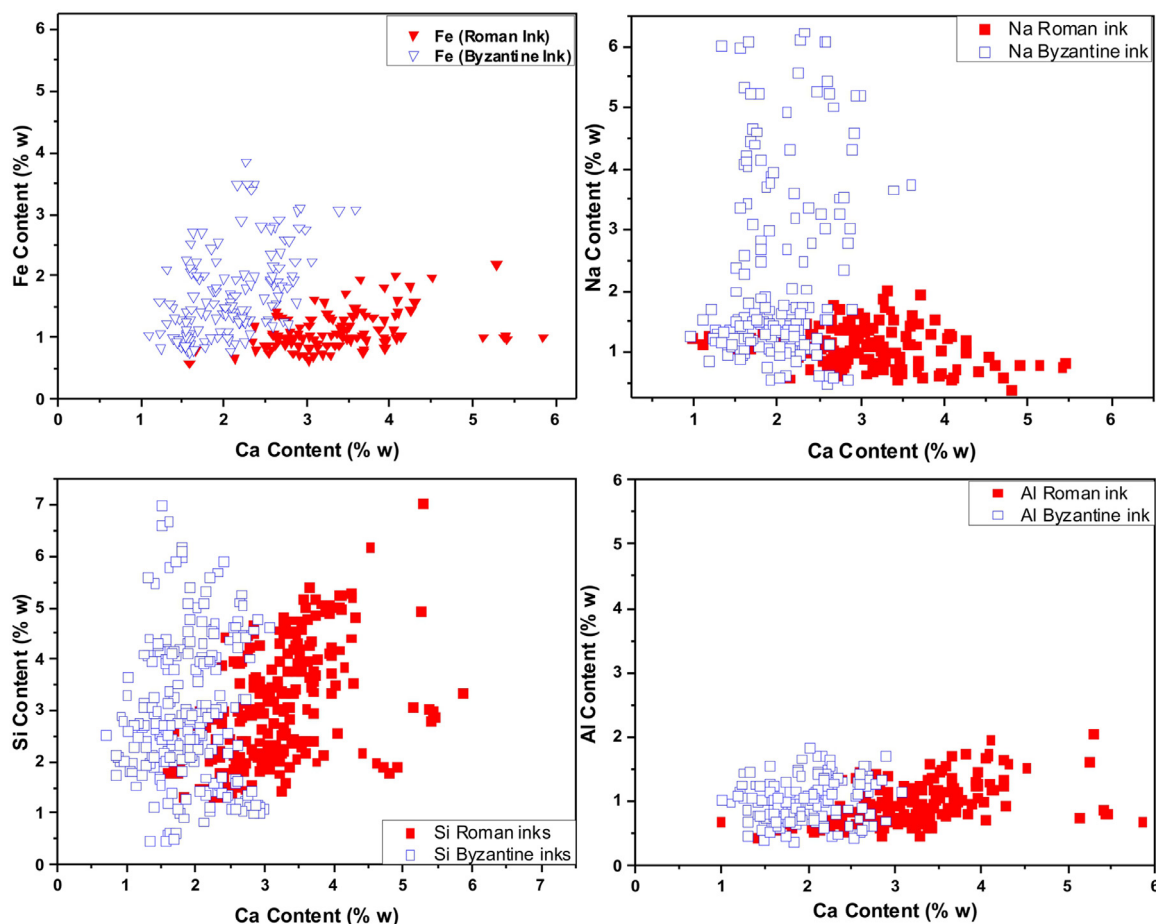 6
5
4
3
2
1
0
Fe Content (% w)
Fe (Roman Ink)
Fe (Byzantine Ink)
0 1 2 3 4 5 6
Ca Content (% w)
6
5
4
3
2
1
Na Content (% w)
Na Roman ink
Na Byzantine ink
1 2 3 4 5 6
Ca Content (% w)
7
6
5
4
3
2
1
0
Si Content (% w)
Si Roman inks
Si Byzantine inks
0 1 2 3 4 5 6 7
Ca Content (% w)
6
5
4
3
2
1
0
Al Content (% w)
Al Roman ink
Al Byzantine ink
0 1 2 3 4 5 6
Ca Content (% w)